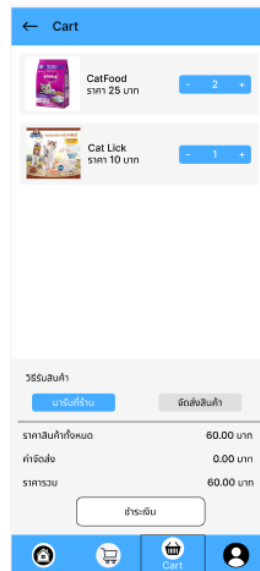 ← Cart
CatFood
ราคา 25 บาท
- 2 +
Cat Lick
ราคา 10 บาท
- 1 +
วิธีรับสินค้า
มารับที่ร้าน จัดส่งสินค้า
ราคาสินค้าทั้งหมด 60.00 บาท
ค่าจัดส่ง 0.00 บาท
ราคารวม 60.00 บาท
ชำระเงิน
Cart